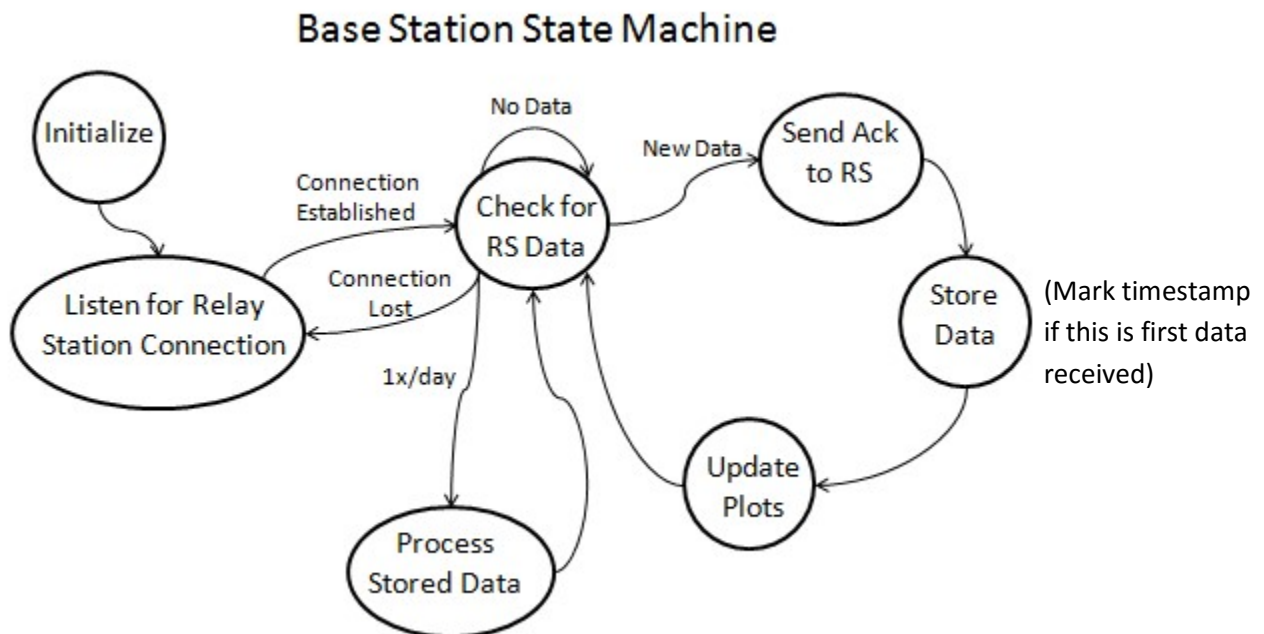 Base Station State Machine
Initialize
No Data
New Data
Send Ack
to RS
Connection
Established
Check for
RS Data
Listen for Relay
Station Connection
Connection
Lost
Store
Data
(Mark timestamp
if this is first data
received)
1x/day
Update
Plots
Process
Stored Data